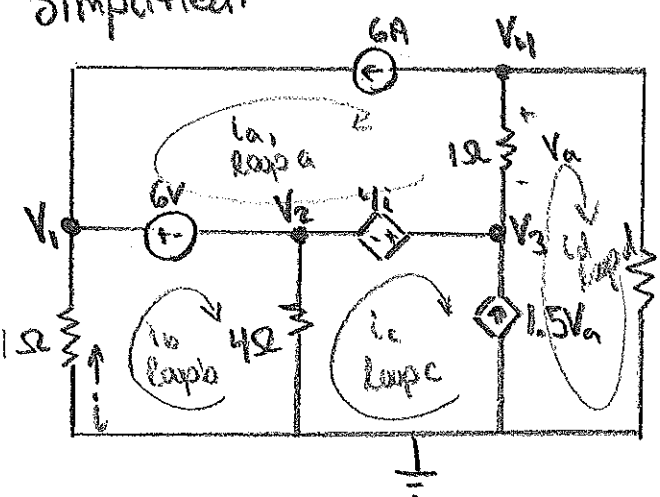 Simplified:
6A
V4
ia,
loop a
1Ω
+
Va
6V
V2
4i
V1
+-
V3
id
loop d
1Ω
i
ib
loop b
4Ω
ic
loop c
1.5Va